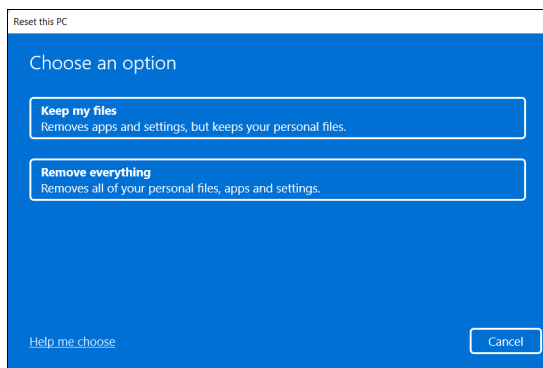 Reset this PC
Choose an option
Keep my files
Removes apps and settings, but keeps your personal files.
Remove everything
Removes all of your personal files, apps and settings.
Help me choose
Cancel